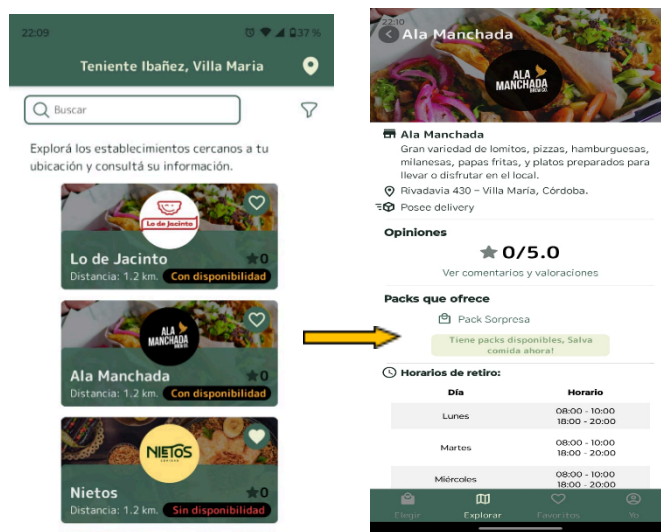 22:09
37 %
Teniente Ibañez, Villa Maria
Buscar
Explorá los establecimientos cercanos a tu
ubicación y consultá su información.
Lo de Jacinto
Lo de Jacinto
0
Distancia: 1.2 km.
Con disponibilidad
ALA
MANCHADA
BREW CO.
Ala Manchada
0
Distancia: 1.2 km.
Con disponibilidad
NIETOS
Nietos
0
Distancia: 1.2 km.
Sin disponibilidad
22:10
Ala Manchada
ALA
MANCHADA
BREW CO.
Ala Manchada
Gran variedad de lomitos, pizzas, hamburguesas,
milanesas, papas fritas, y platos preparados para
llevar o disfrutar en el local.
Rivadavia 430 – Villa María, Córdoba.
Posee delivery
Opiniones
0/5.0
Ver comentarios y valoraciones
Packs que ofrece
Pack Sorpresa
Tiene packs disponibles, Salva
comida ahora!
Horarios de retiro:
Día Horario
Lunes 08:00 - 10:00
18:00 - 20:00
Martes 08:00 - 10:00
18:00 - 20:00
Miércoles 08:00 - 10:00
18:00 - 20:00
Elegir Explorar Favoritos Yo